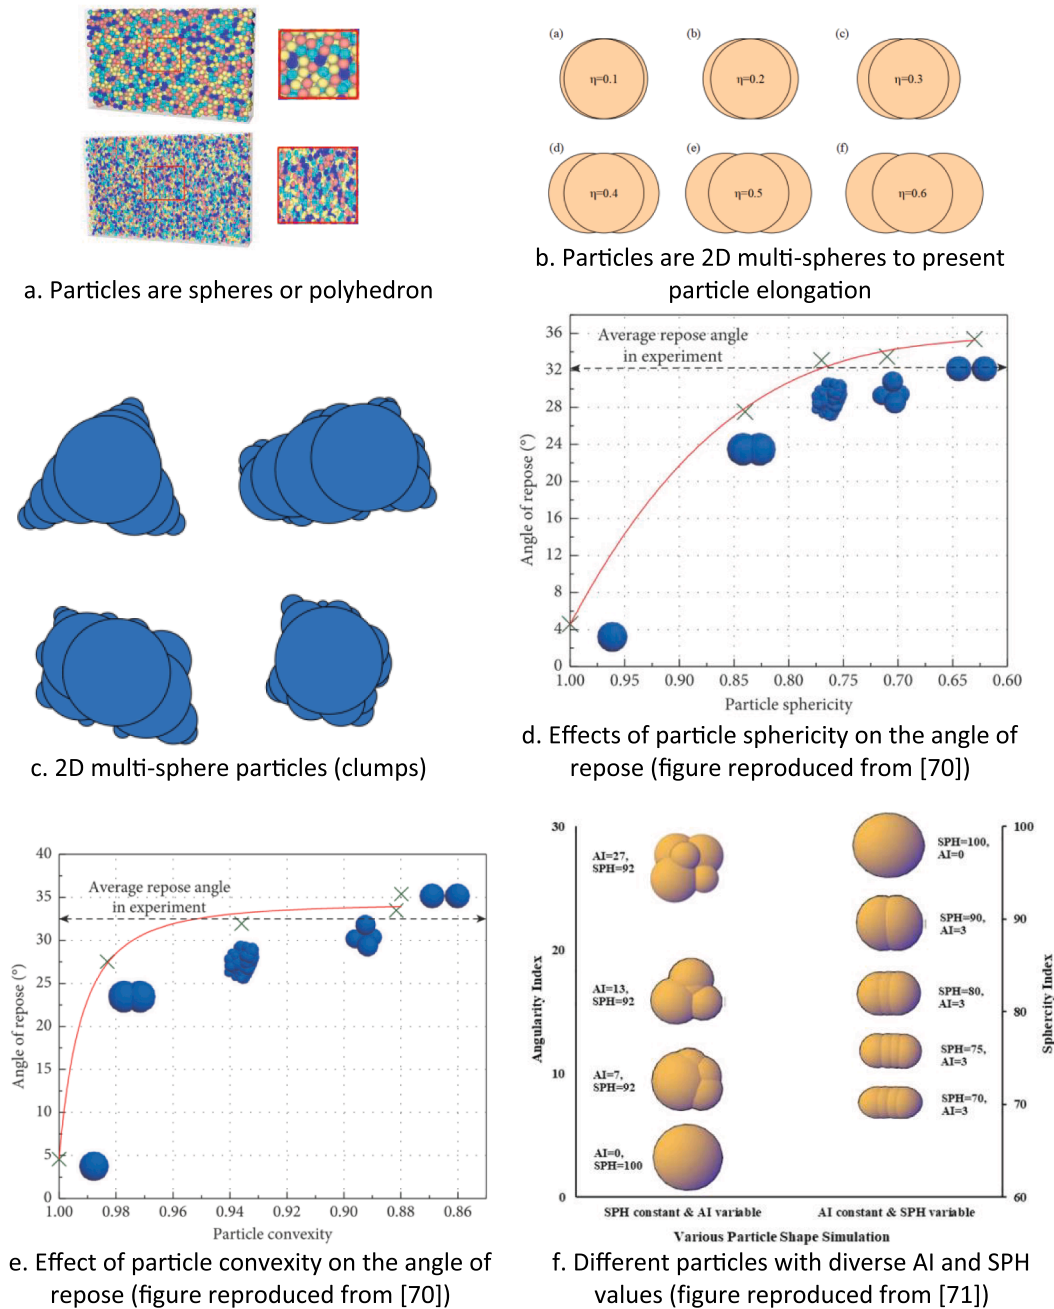 (a)
(b)
(c)
η=0.1
η=0.2
η=0.3
(d)
(e)
(f)
η=0.4
η=0.5
η=0.6
a. Particles are spheres or polyhedron
b. Particles are 2D multi-spheres to present
particle elongation
c. 2D multi-sphere particles (clumps)
36
32
28
24
20
16
12
8
4
0
Angle of repose (°)
Average repose angle
in experiment
1.00
0.95
0.90
0.85
0.80
0.75
0.70
0.65
0.60
Particle sphericity
d. Effects of particle sphericity on the angle of
repose (figure reproduced from [70])
40
35
30
25
20
15
10
5
0
Angle of repose (°)
Average repose angle
in experiment
1.00
0.98
0.96
0.94
0.92
0.90
0.88
0.86
Particle convexity
e. Effect of particle convexity on the angle of
repose (figure reproduced from [70])
30
20
10
0
Angularity Index
AI=27,
SPH=92
AI=13,
SPH=92
AI=7,
SPH=92
AI=0,
SPH=100
SPH=100,
AI=0
SPH=90,
AI=3
SPH=80,
AI=3
SPH=75,
AI=3
SPH=70,
AI=3
100
90
80
70
60
Sphercity Index
SPH constant & AI variable
AI constant & SPH variable
Various Particle Shape Simulation
f. Different particles with diverse AI and SPH
values (figure reproduced from [71])